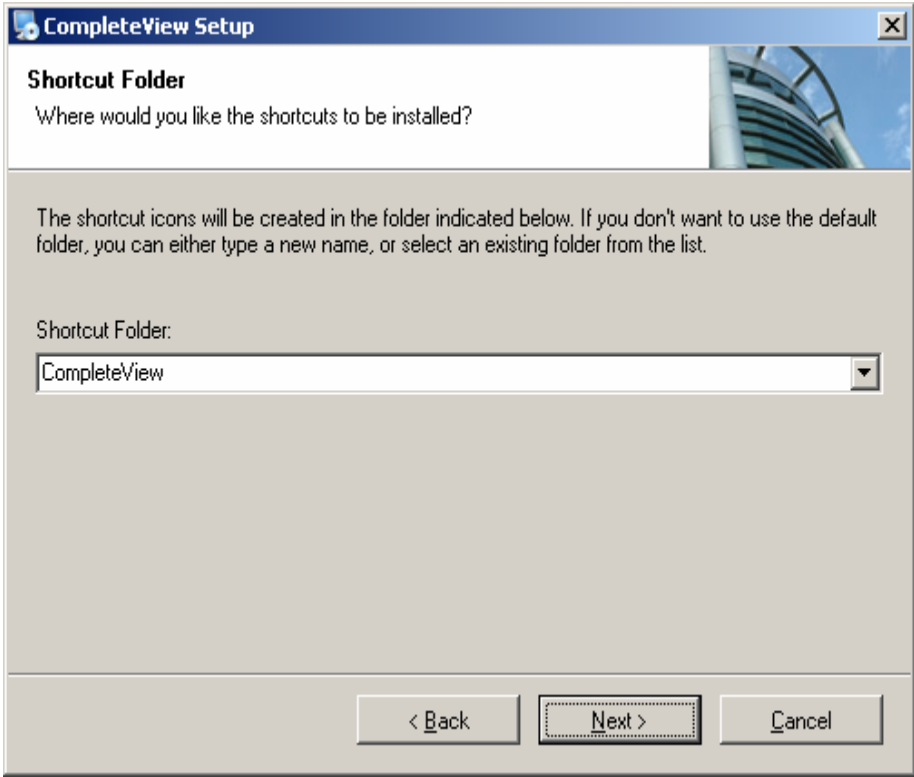 CompleteView Setup
Shortcut Folder
Where would you like the shortcuts to be installed?
The shortcut icons will be created in the folder indicated below. If you don't want to use the default
folder, you can either type a new name, or select an existing folder from the list.
Shortcut Folder:
CompleteView
< Back
Next >
Cancel